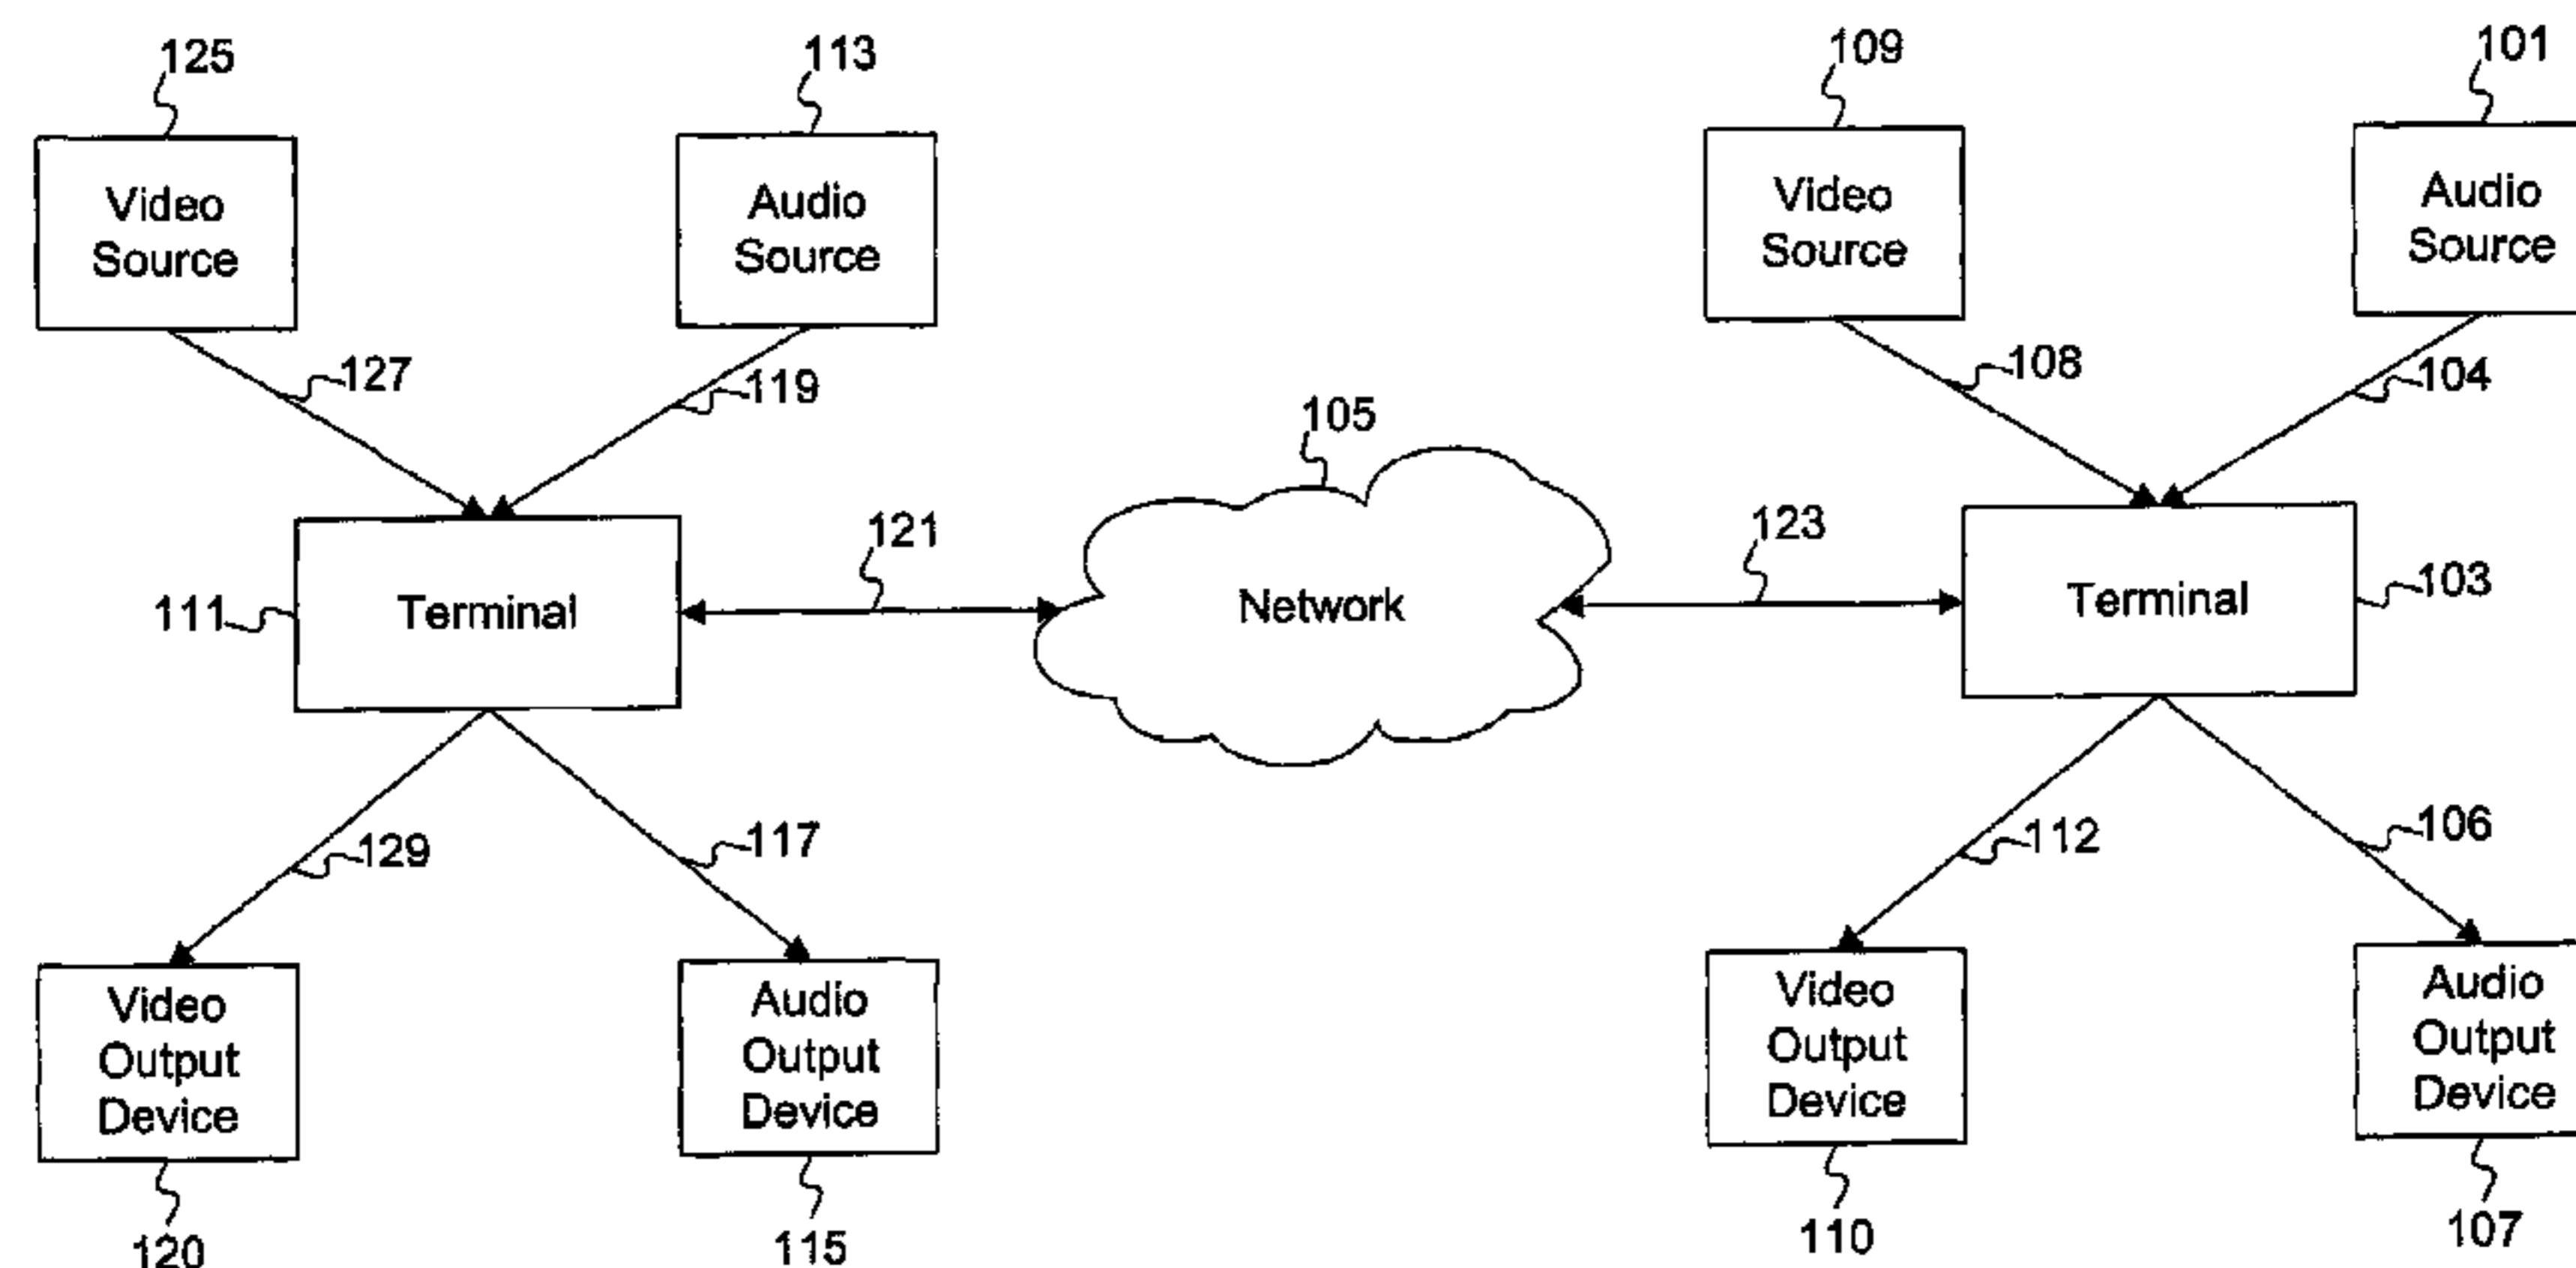 125
113
109
101
Video
Source
Audio
Source
Video
Source
Audio
Source
127
119
108
104
105
121
123
111
Terminal
Network
Terminal
103
129
117
112
106
Video
Output
Device
Audio
Output
Device
Video
Output
Device
Audio
Output
Device
120
115
110
107